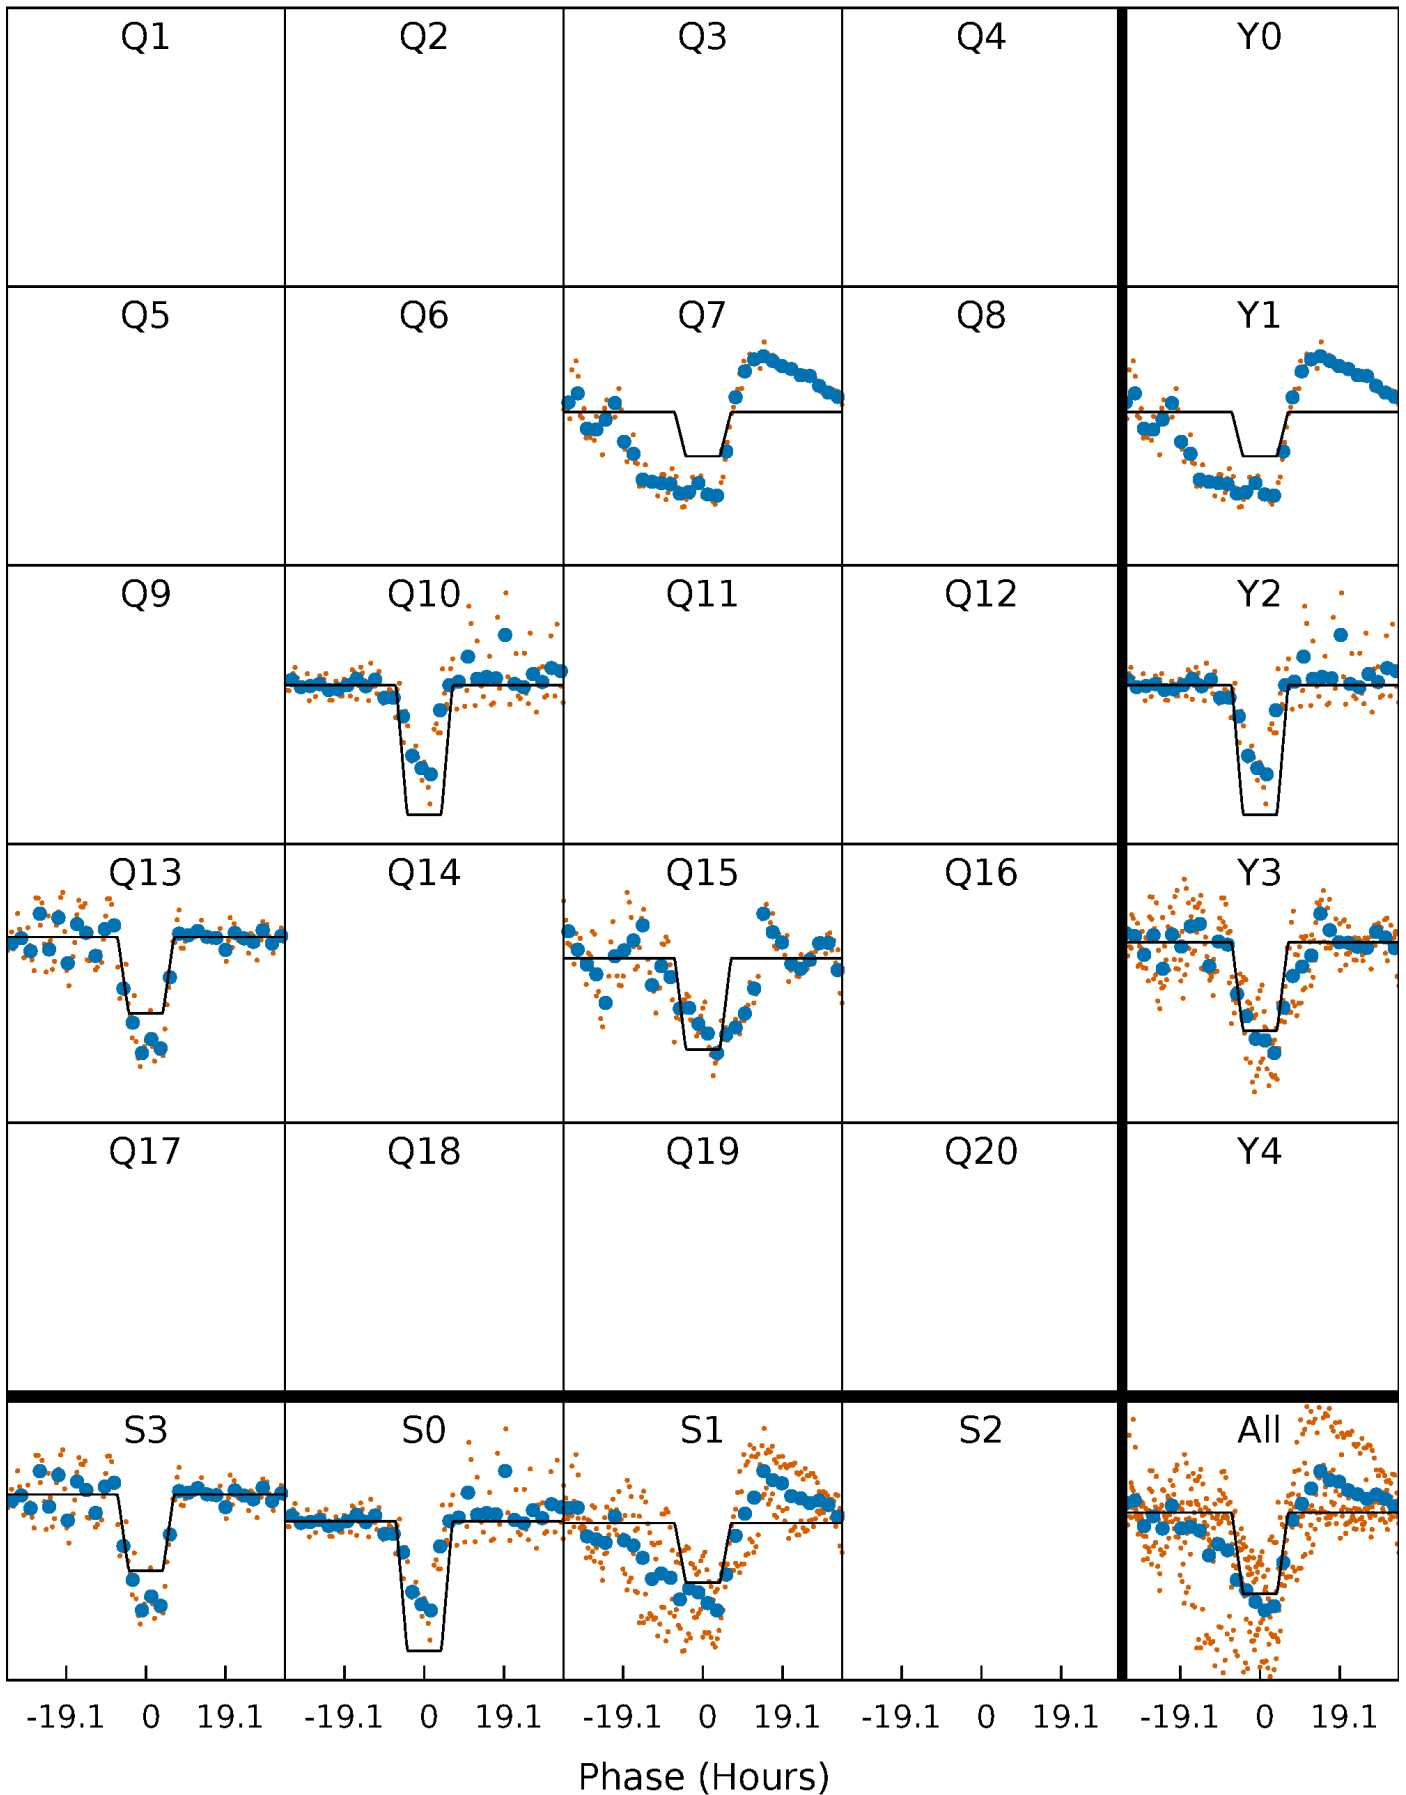 Q1 Q2 Q3 Q4 Y0
Q5 Q6 Q7 Q8 Y1
Q9 Q10 Q11 Q12 Y2
Q13 Q14 Q15 Q16 Y3
Q17 Q18 Q19 Q20 Y4
S3 S0 S1 S2 All
-19.1 0 19.1 -19.1 0 19.1 -19.1 0 19.1 -19.1 0 19.1 -19.1 0 19.1
Phase (Hours)